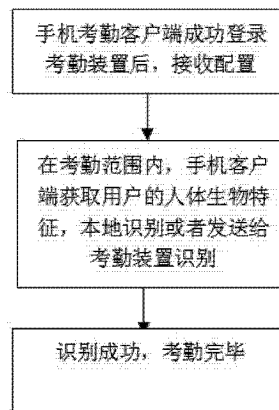 手机考勤客户端成功登录
考勤装置后，接收配置
在考勤范围内，手机客户
端获取用户的人体生物特
征，本地识别或者发送给
考勤装置识别
识别成功，考勤完毕